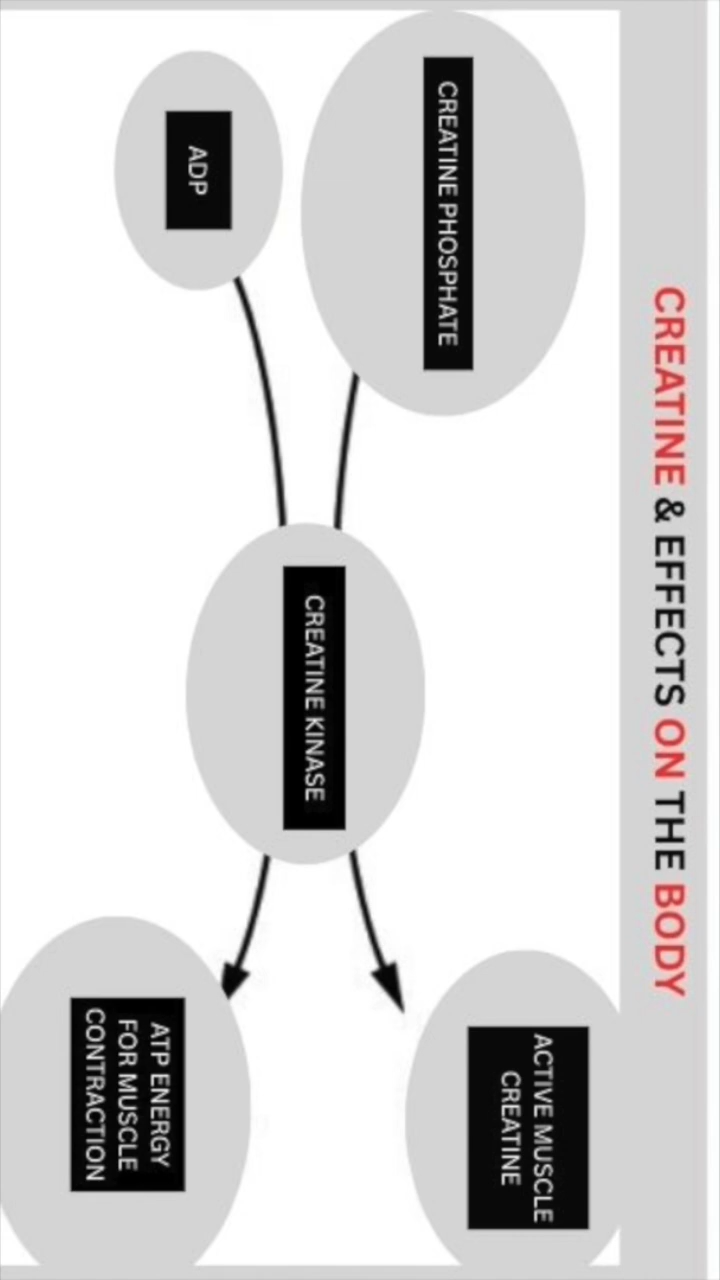 CREATINE & EFFECTS ON THE BODY
CREATINE PHOSPHATE
ADP
CREATINE KINASE
ACTIVE MUSCLE
CREATINE
ATP ENERGY
FOR MUSCLE
CONTRACTION